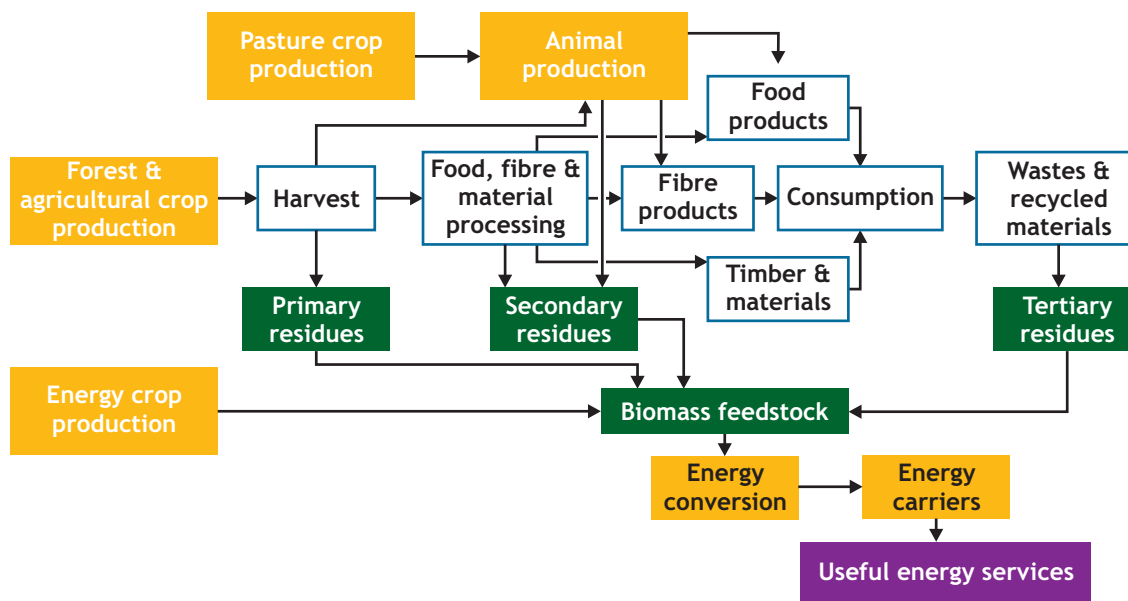 Pasture crop
production
Animal
production
Food
products
Forest &
agricultural crop
production
Harvest
Food, fibre &
material
processing
Fibre
products
Consumption
Wastes &
recycled
materials
Timber &
materials
Primary
residues
Secondary
residues
Tertiary
residues
Energy crop
production
Biomass feedstock
Energy
conversion
Energy
carriers
Useful energy services